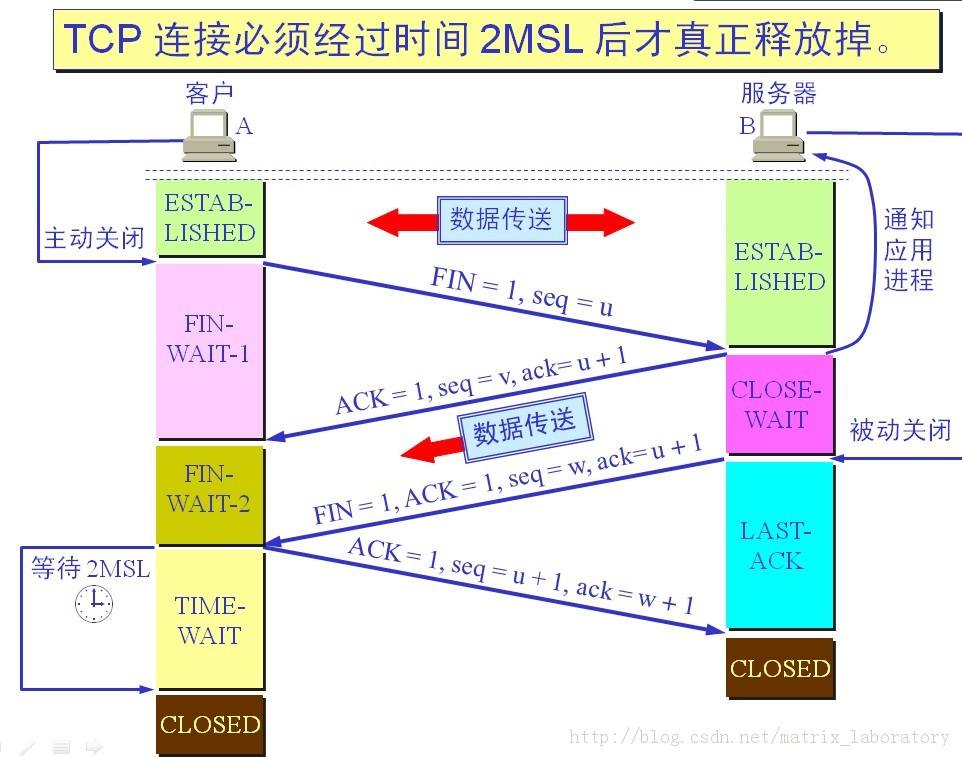 TCP 连接必须经过时间 2MSL 后才真正释放掉。
客户
服务器
A
B
ESTAB-
LISHED
数据传送
通知
应用
进程
主动关闭
ESTAB-
LISHED
FIN = 1, seq = u
FIN-
WAIT-1
ACK = 1, seq = v, ack= u + 1
CLOSE-
WAIT
数据传送
被动关闭
FIN-
WAIT-2
FIN = 1, ACK = 1, seq = w, ack= u + 1
LAST-
ACK
ACK = 1, seq = u + 1, ack = w + 1
等待 2MSL
TIME-
WAIT
CLOSED
CLOSED
http://blog.csdn.net/matrix_laboratory